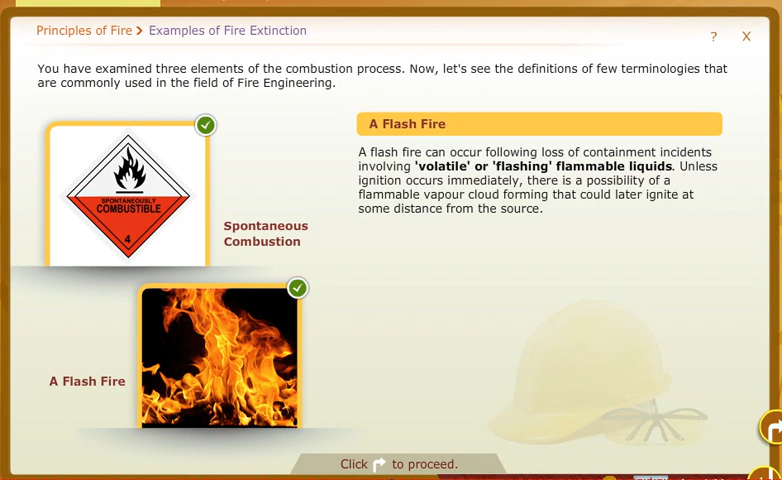 Principles of Fire > Examples of Fire Extinction
? X
You have examined three elements of the combustion process. Now, let's see the definitions of few terminologies that
are commonly used in the field of Fire Engineering.
A Flash Fire
A flash fire can occur following loss of containment incidents
involving 'volatile' or 'flashing' flammable liquids. Unless
ignition occurs immediately, there is a possibility of a
flammable vapour cloud forming that could later ignite at
some distance from the source.
SPONTANEOUSLY
COMBUSTIBLE
4
Spontaneous
Combustion
A Flash Fire
Click to proceed.